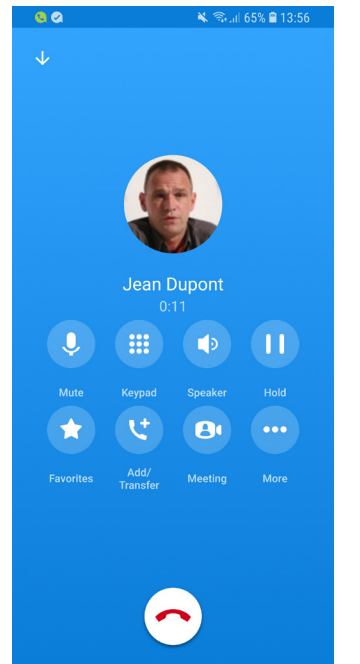 65% 13:56
Jean Dupont
0:11
Mute Keypad Speaker Hold
Favorites Add/
Transfer Meeting More